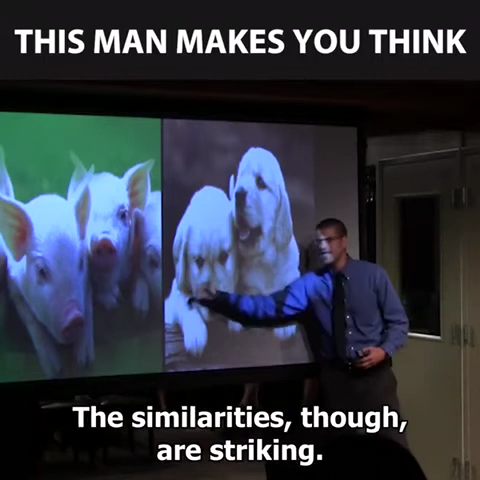 THIS MAN MAKES YOU THINK
The similarities, though,
are striking.